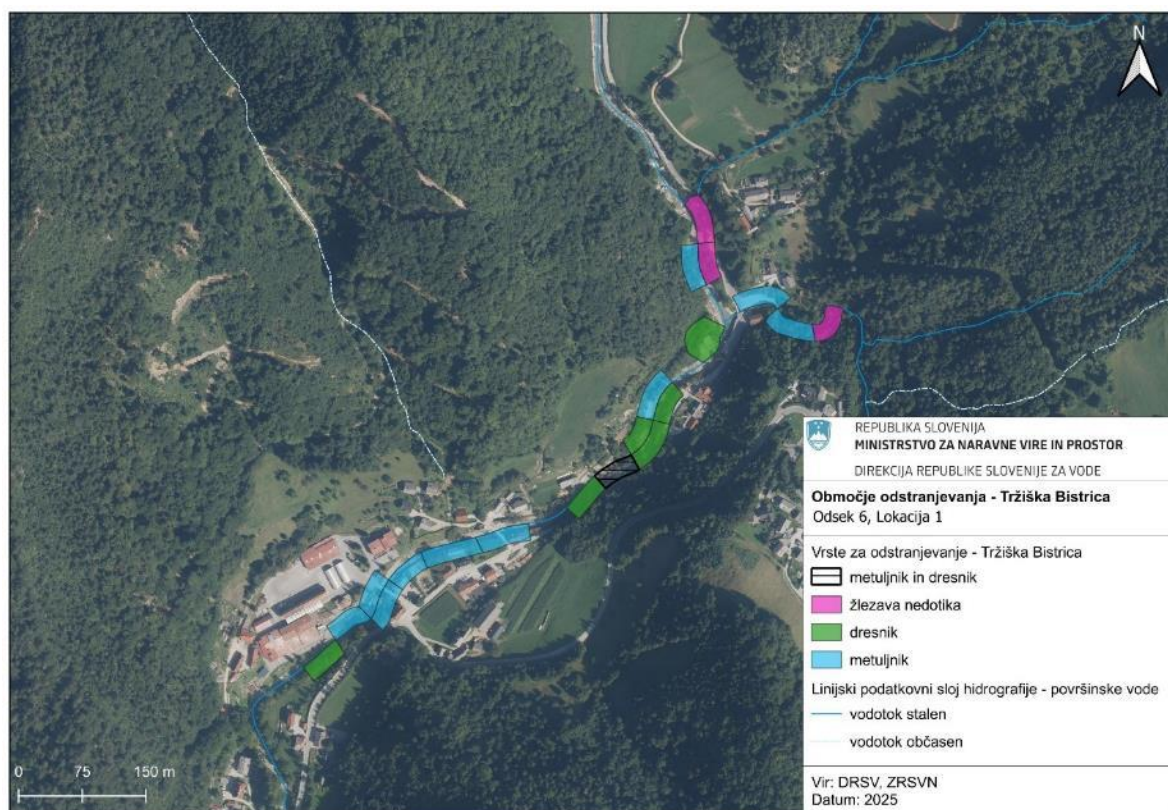 N
REPUBLIKA SLOVENIJA
MINISTRSTVO ZA NARAVNE VIRE IN PROSTOR
DIREKCIJA REPUBLIKE SLOVENIJE ZA VODE
Območje odstranjevanja - Tržiška Bistrica
Odsek 6, Lokacija 1
Vrste za odstranjevanje - Tržiška Bistrica
metuljnik in dresnik
žlezava nedotika
dresnik
metuljnik
Linijski podatkovni sloj hidrografije - površinske vode
vodotok stalen
vodotok občasen
Vir: DRSV, ZRSVN
Datum: 2025
0 75 150 m